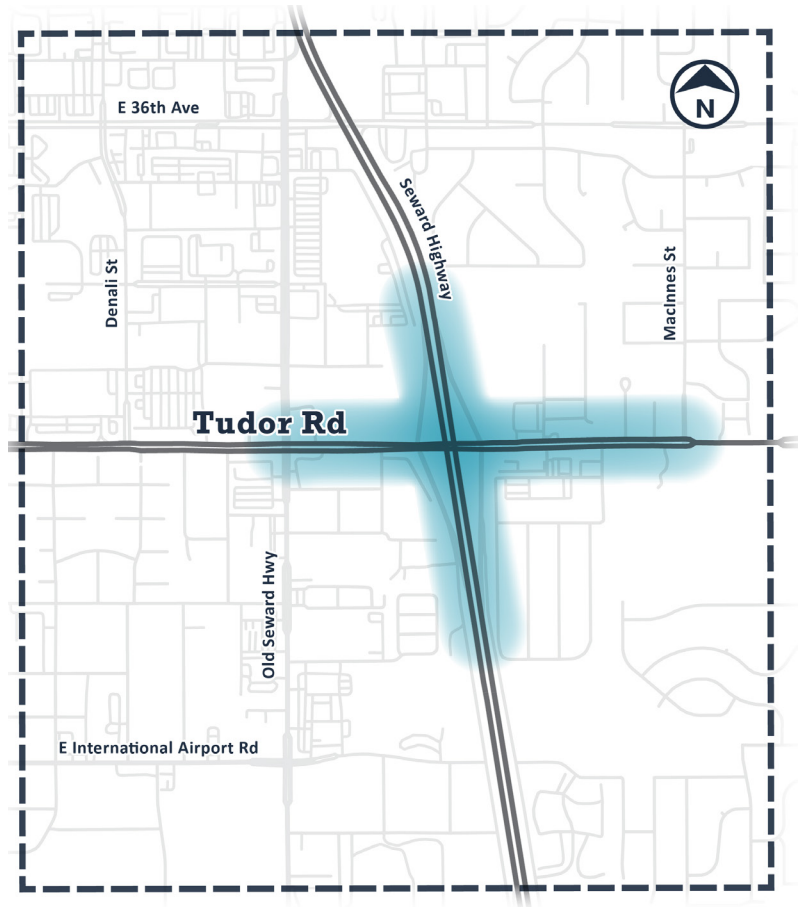 E 36th Ave
N
Seward Highway
Denali St
MacInnes St
Tudor Rd
Old Seward Hwy
E International Airport Rd